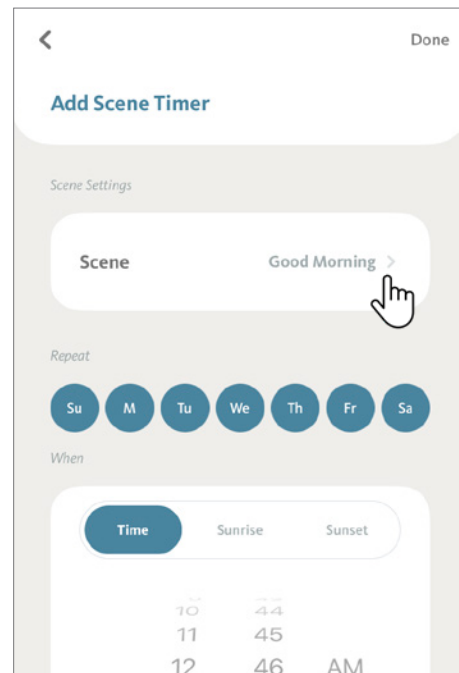 Done
Add Scene Timer
Scene Settings
Scene Good Morning
Repeat
Su M Tu We Th Fr Sa
When
Time Sunrise Sunset
10 44
11 45
12 46 AM